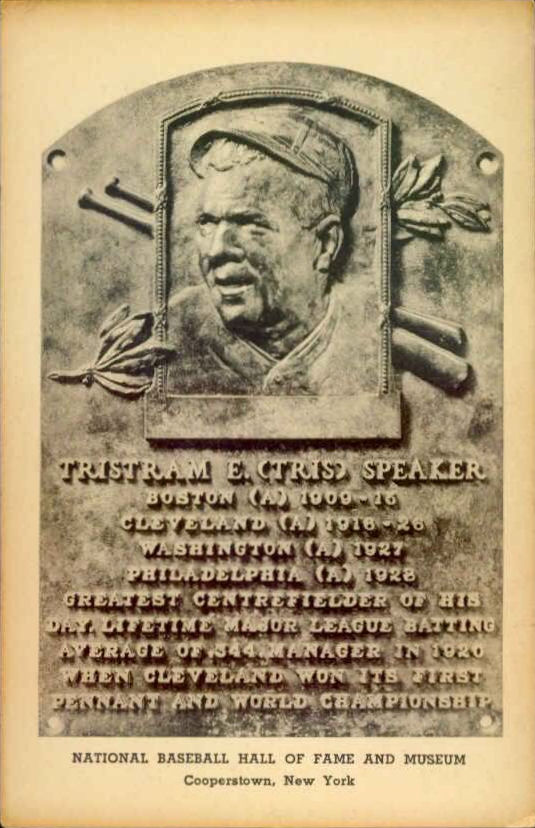 TRISTRAM E. (TRIS) SPEAKER
BOSTON (A) 1909-15
CLEVELAND (A) 1916-26
WASHINGTON (A) 1927
PHILADELPHIA (A) 1928
GREATEST CENTREFIELDER OF HIS
DAY. LIFETIME MAJOR LEAGUE BATTING
AVERAGE OF .344. MANAGER IN 1920
WHEN CLEVELAND WON ITS FIRST
PENNANT AND WORLD CHAMPIONSHIP.
NATIONAL BASEBALL HALL OF FAME AND MUSEUM
Cooperstown, New York